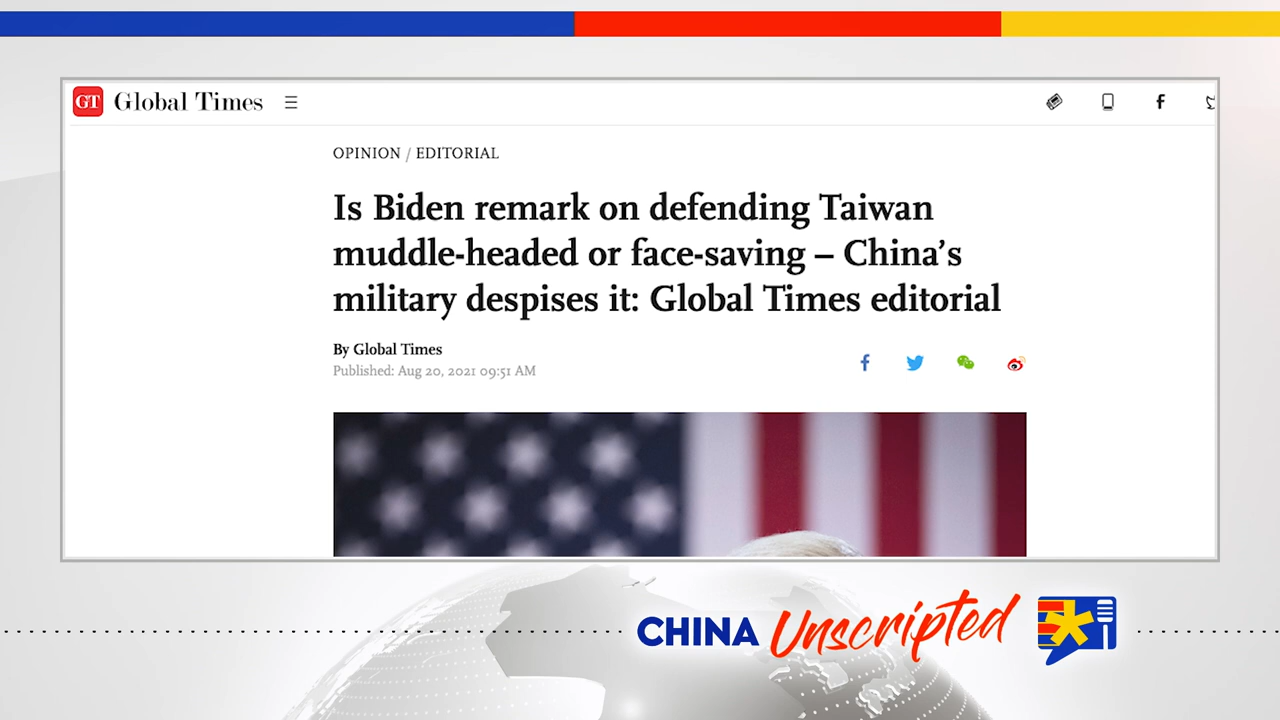 GT Global Times
OPINION / EDITORIAL
Is Biden remark on defending Taiwan
muddle-headed or face-saving – China’s
military despises it: Global Times editorial
By Global Times
Published: Aug 20, 2021 09:51 AM
CHINA Unscripted